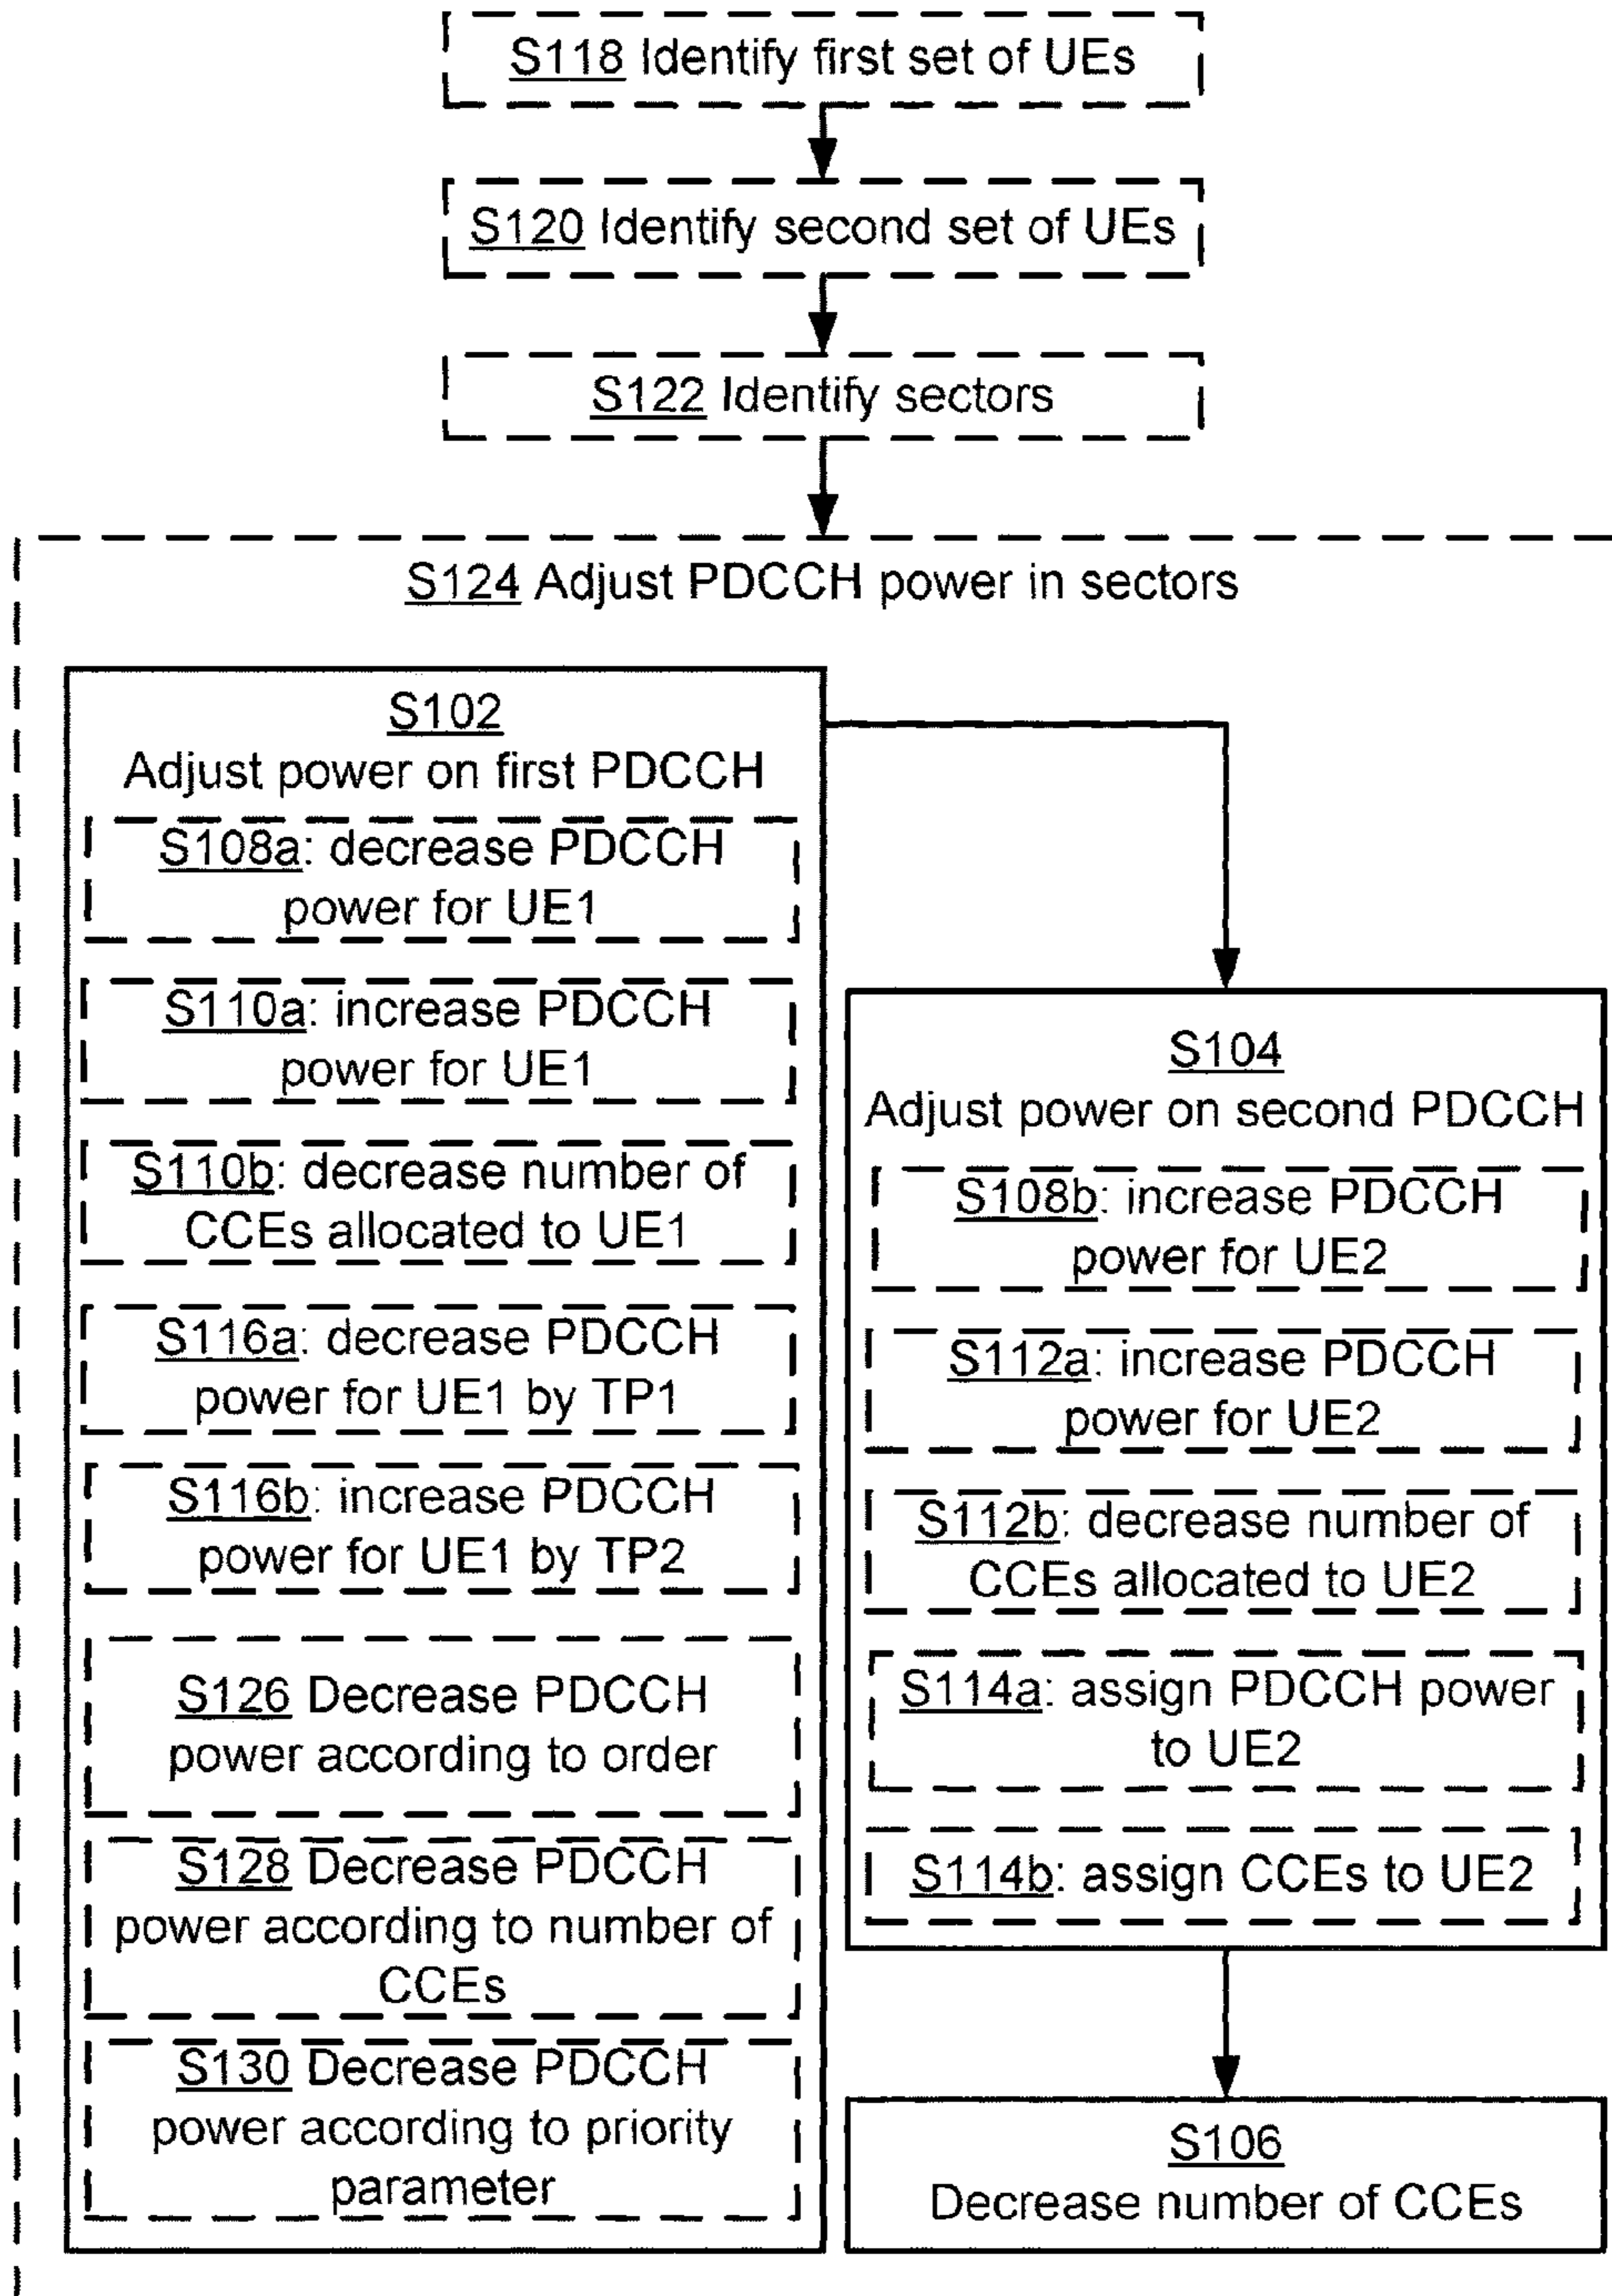 S118 Identify first set of UEs
S120 Identify second set of UEs
S122 Identify sectors
S124 Adjust PDCCH power in sectors
S102
Adjust power on first PDCCH
S108a: decrease PDCCH
power for UE1
S110a: increase PDCCH
power for UE1
S110b: decrease number of
CCEs allocated to UE1
S116a: decrease PDCCH
power for UE1 by TP1
S116b: increase PDCCH
power for UE1 by TP2
S126 Decrease PDCCH
power according to order
S128 Decrease PDCCH
power according to number of
CCEs
S130 Decrease PDCCH
power according to priority
parameter
S104
Adjust power on second PDCCH
S108b: increase PDCCH
power for UE2
S112a: increase PDCCH
power for UE2
S112b: decrease number of
CCEs allocated to UE2
S114a: assign PDCCH power
to UE2
S114b: assign CCEs to UE2
S106
Decrease number of CCEs